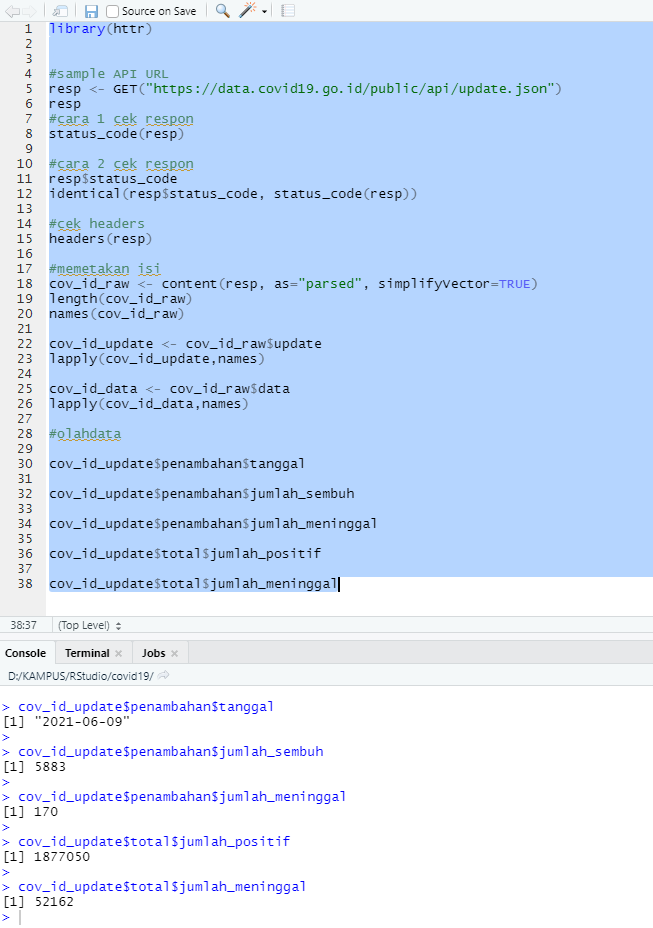 Source on Save
1 library(httr)
2
3
4 #sample API URL
5 resp <- GET("https://data.covid19.go.id/public/api/update.json")
6 resp
7 #cara 1 cek respon
8 status_code(resp)
9
10 #cara 2 cek respon
11 resp$status_code
12 identical(resp$status_code, status_code(resp))
13
14 #cek headers
15 headers(resp)
16
17 #memetakan isi
18 cov_id_raw <- content(resp, as="parsed", simplifyVector=TRUE)
19 length(cov_id_raw)
20 names(cov_id_raw)
21
22 cov_id_update <- cov_id_raw$update
23 lapply(cov_id_update,names)
24
25 cov_id_data <- cov_id_raw$data
26 lapply(cov_id_data,names)
27
28 #olahdata
29
30 cov_id_update$penambahan$tanggal
31
32 cov_id_update$penambahan$jumlah_sembuh
33
34 cov_id_update$penambahan$jumlah_meninggal
35
36 cov_id_update$total$jumlah_positif
37
38 cov_id_update$total$jumlah_meninggal
38:37 (Top Level)
Console Terminal Jobs
D:/KAMPUS/RStudio/covid19/
> cov_id_update$penambahan$tanggal
[1] "2021-06-09"
>
> cov_id_update$penambahan$jumlah_sembuh
[1] 5883
>
> cov_id_update$penambahan$jumlah_meninggal
[1] 170
>
> cov_id_update$total$jumlah_positif
[1] 1877050
>
> cov_id_update$total$jumlah_meninggal
[1] 52162
>